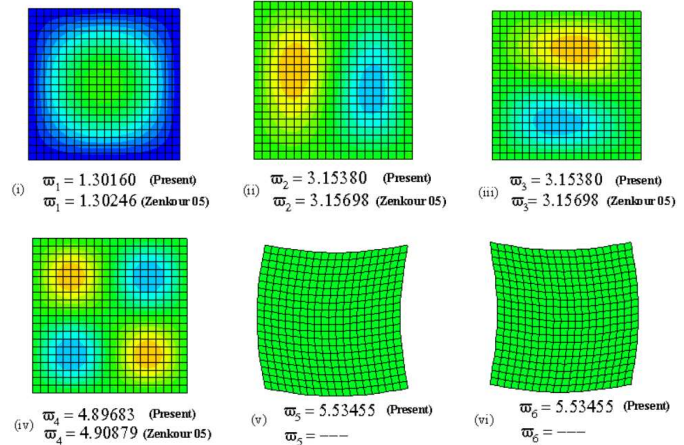 (i) ϖ₁ = 1.30160 (Present)
ϖ₁ = 1.30246 (Zenkour 05)
(ii) ϖ₂ = 3.15380 (Present)
ϖ₂ = 3.15698 (Zenkour 05)
(iii) ϖ₃ = 3.15380 (Present)
ϖ₃= 3.15698 (Zenkour 05)
(iv) ϖ₄ = 4.89683 (Present)
ϖ₄ = 4.90879 (Zenkour 05)
(v) ϖ₅ = 5.53455 (Present)
ϖ₅ = ---
(vi) ϖ₆ = 5.53455 (Present)
ϖ₆ = ---